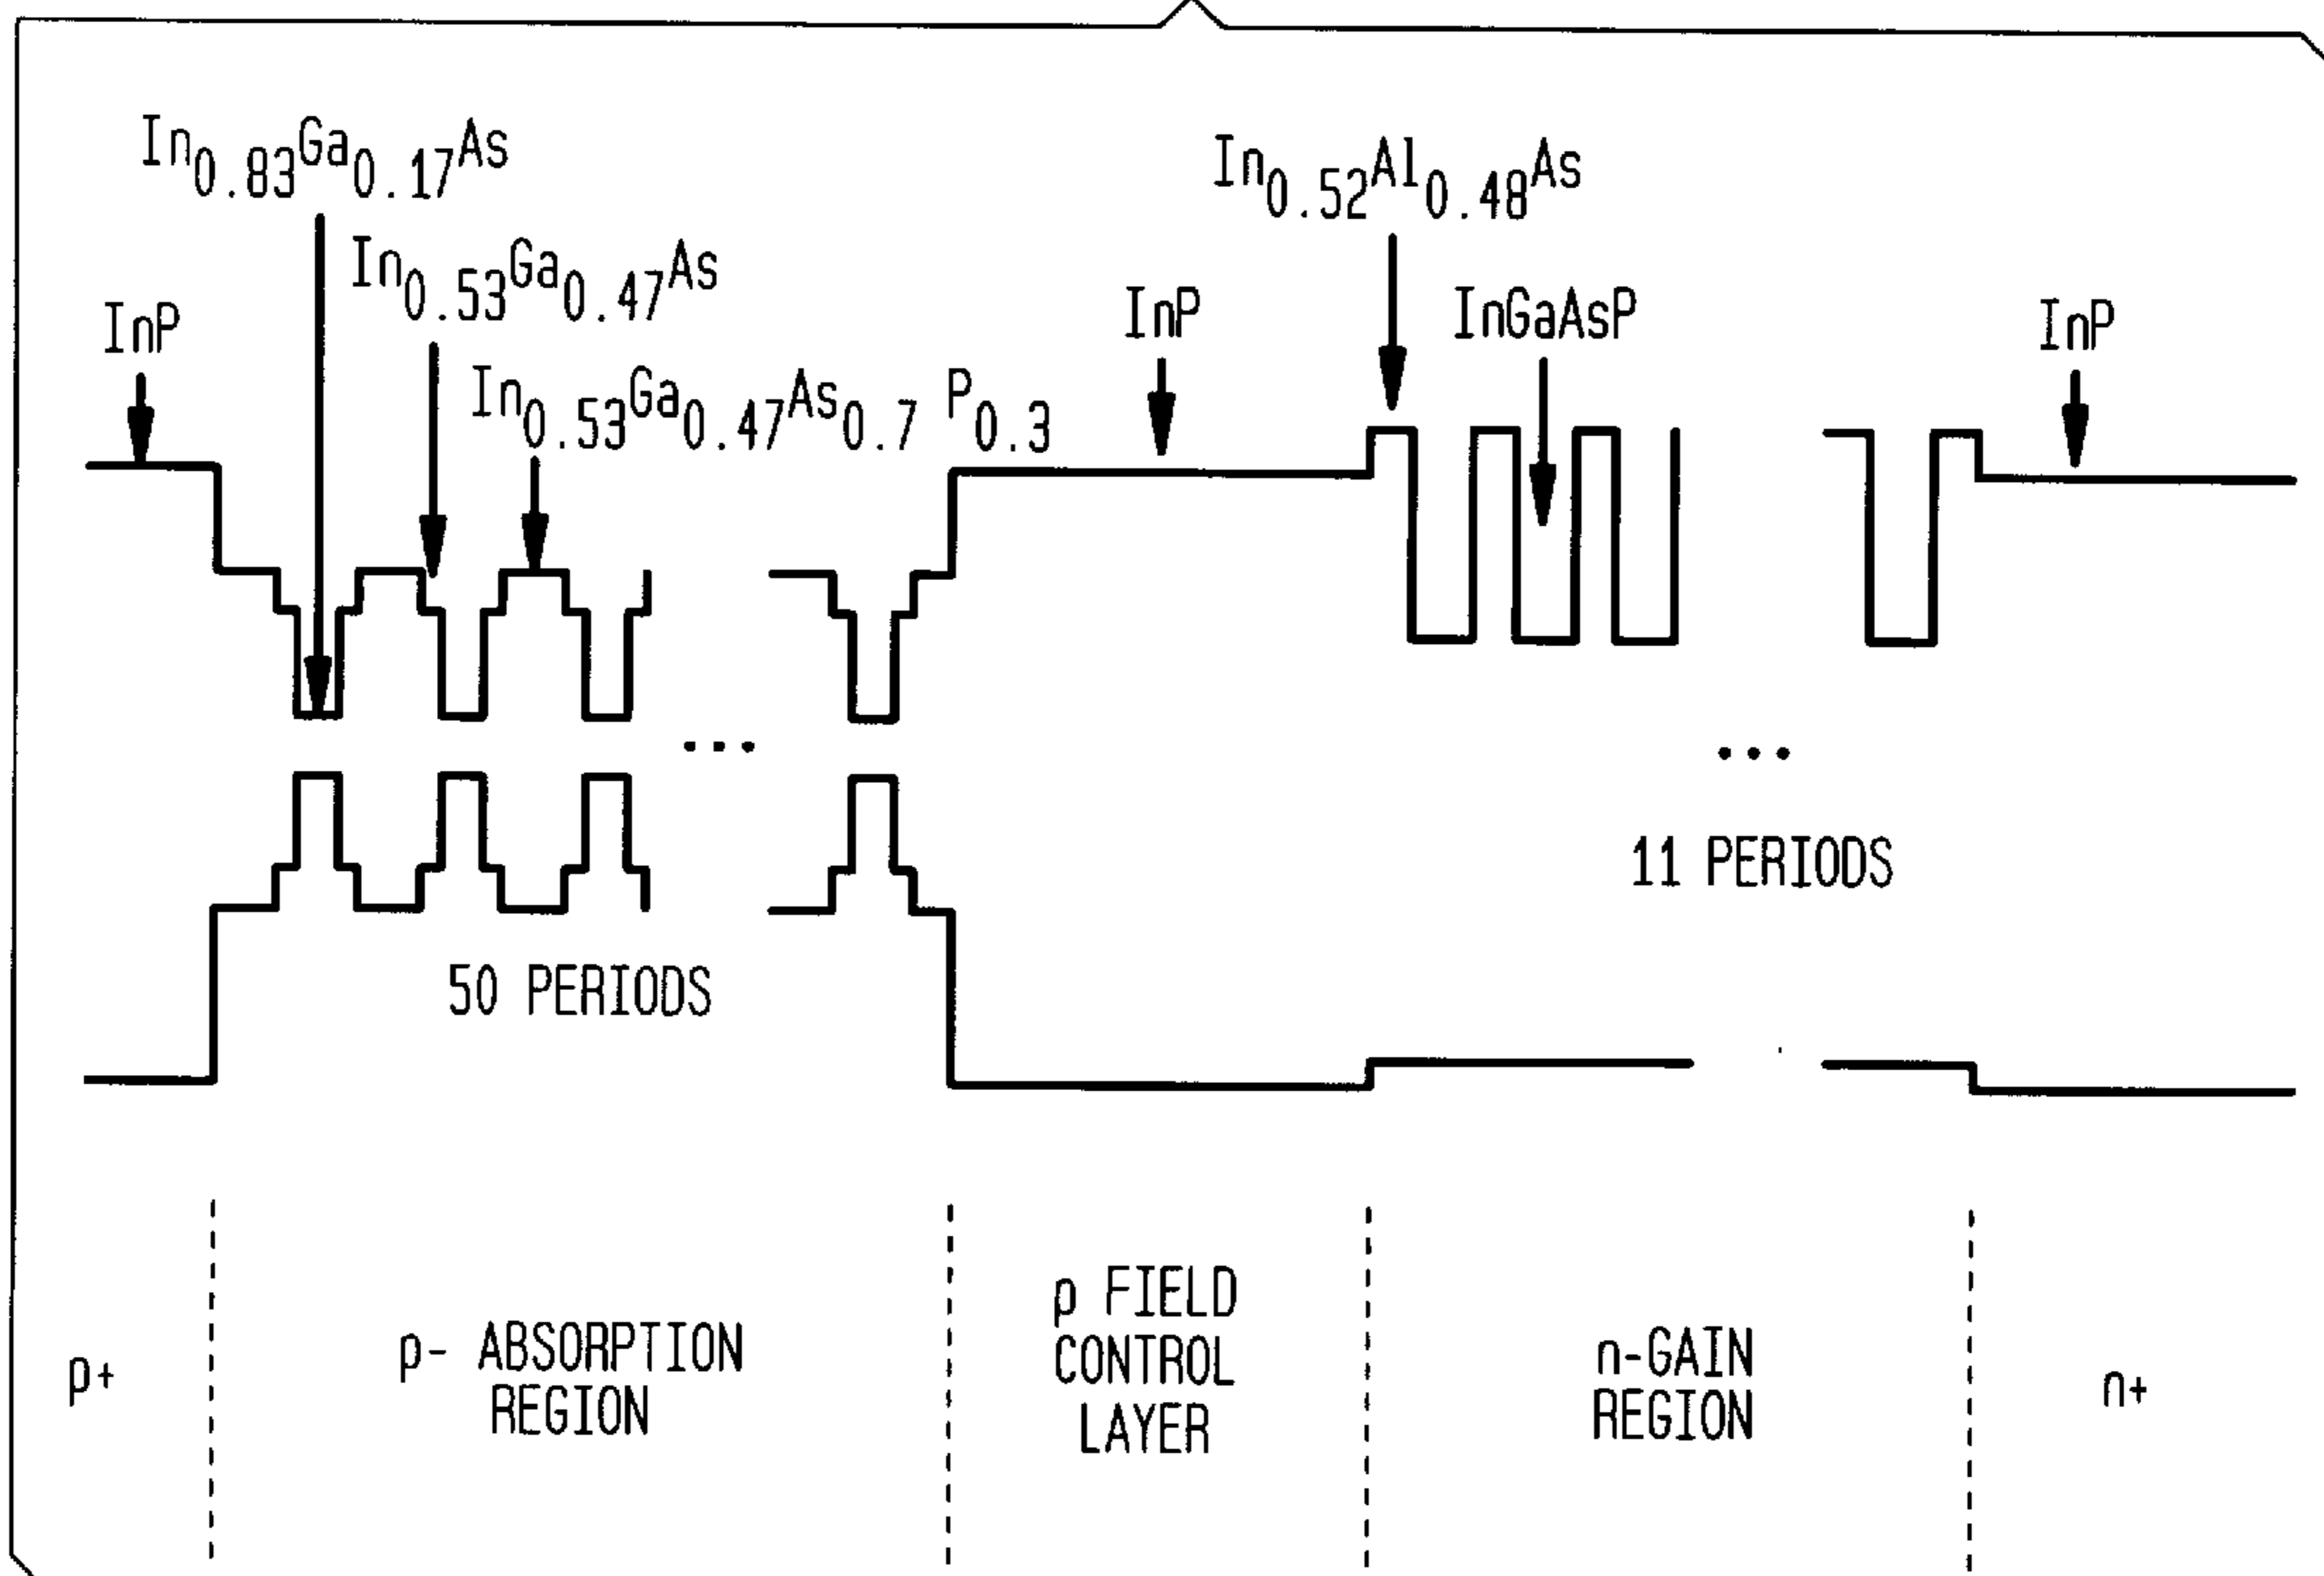 In0.83Ga0.17As
In0.52Al0.48As
In0.53Ga0.47As
InP
InP
InGaAsP
InP
In0.53Ga0.47As0.7 P0.3
...
...
11 PERIODS
50 PERIODS
p+
p- ABSORPTION
REGION
p FIELD
CONTROL
LAYER
n-GAIN
REGION
n+